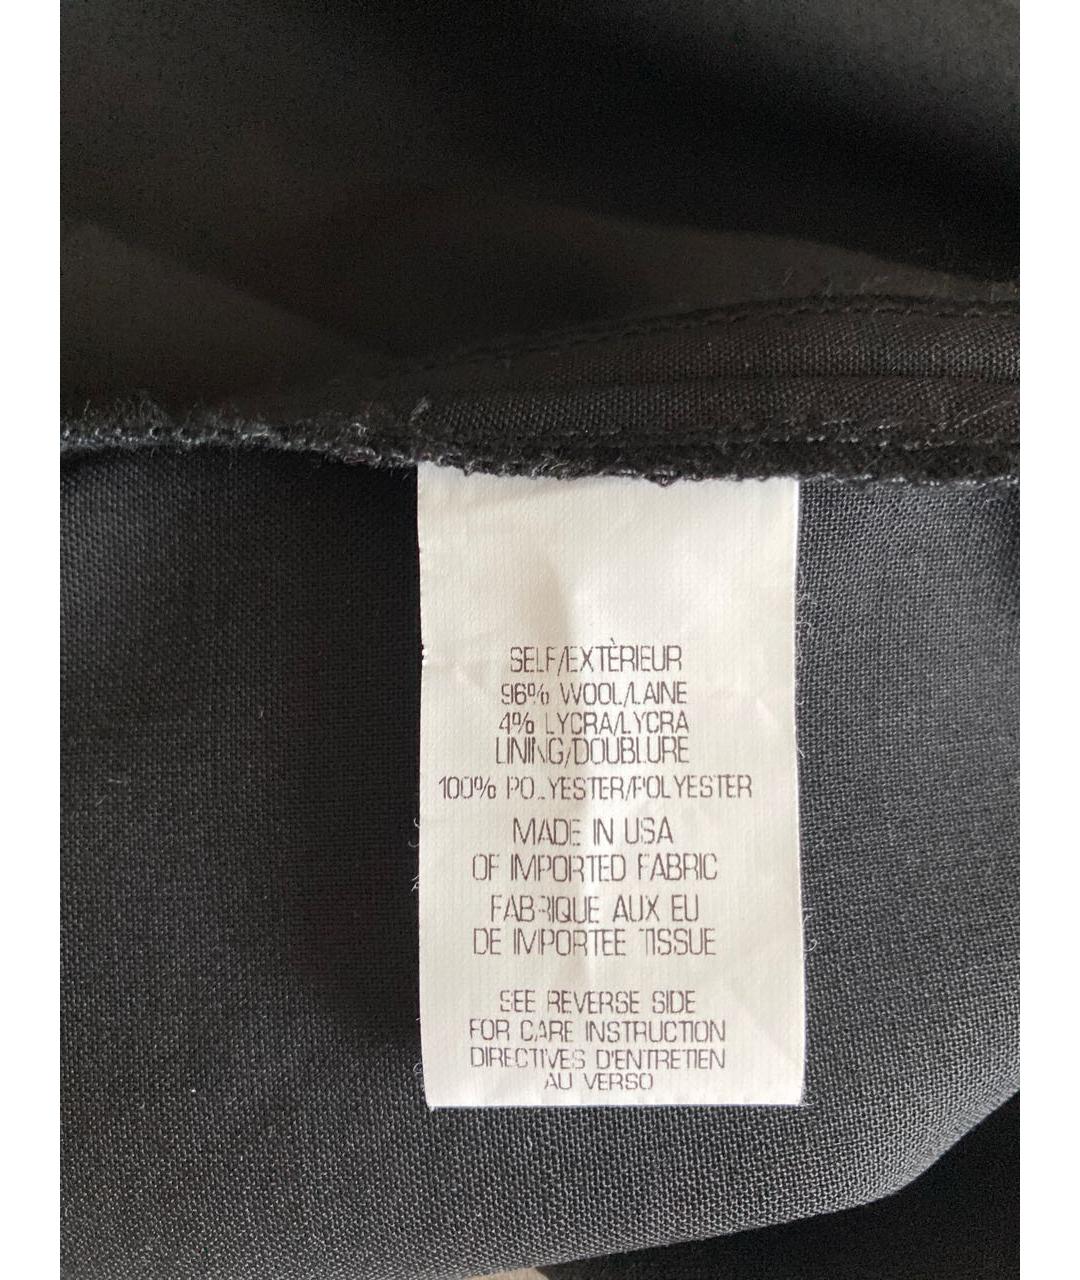 SELF/EXTÈRIEUR
96% WOOL/LAINE
4% LYCRA/LYCRA
LINING/DOUBLURE
100% POLYESTER/POLYESTER
MADE IN USA
OF IMPORTED FABRIC
FABRIQUE AUX EU
DE IMPORTEE TISSUE
SEE REVERSE SIDE
FOR CARE INSTRUCTION
DIRECTIVES D'ENTRETIEN
AU VERSO